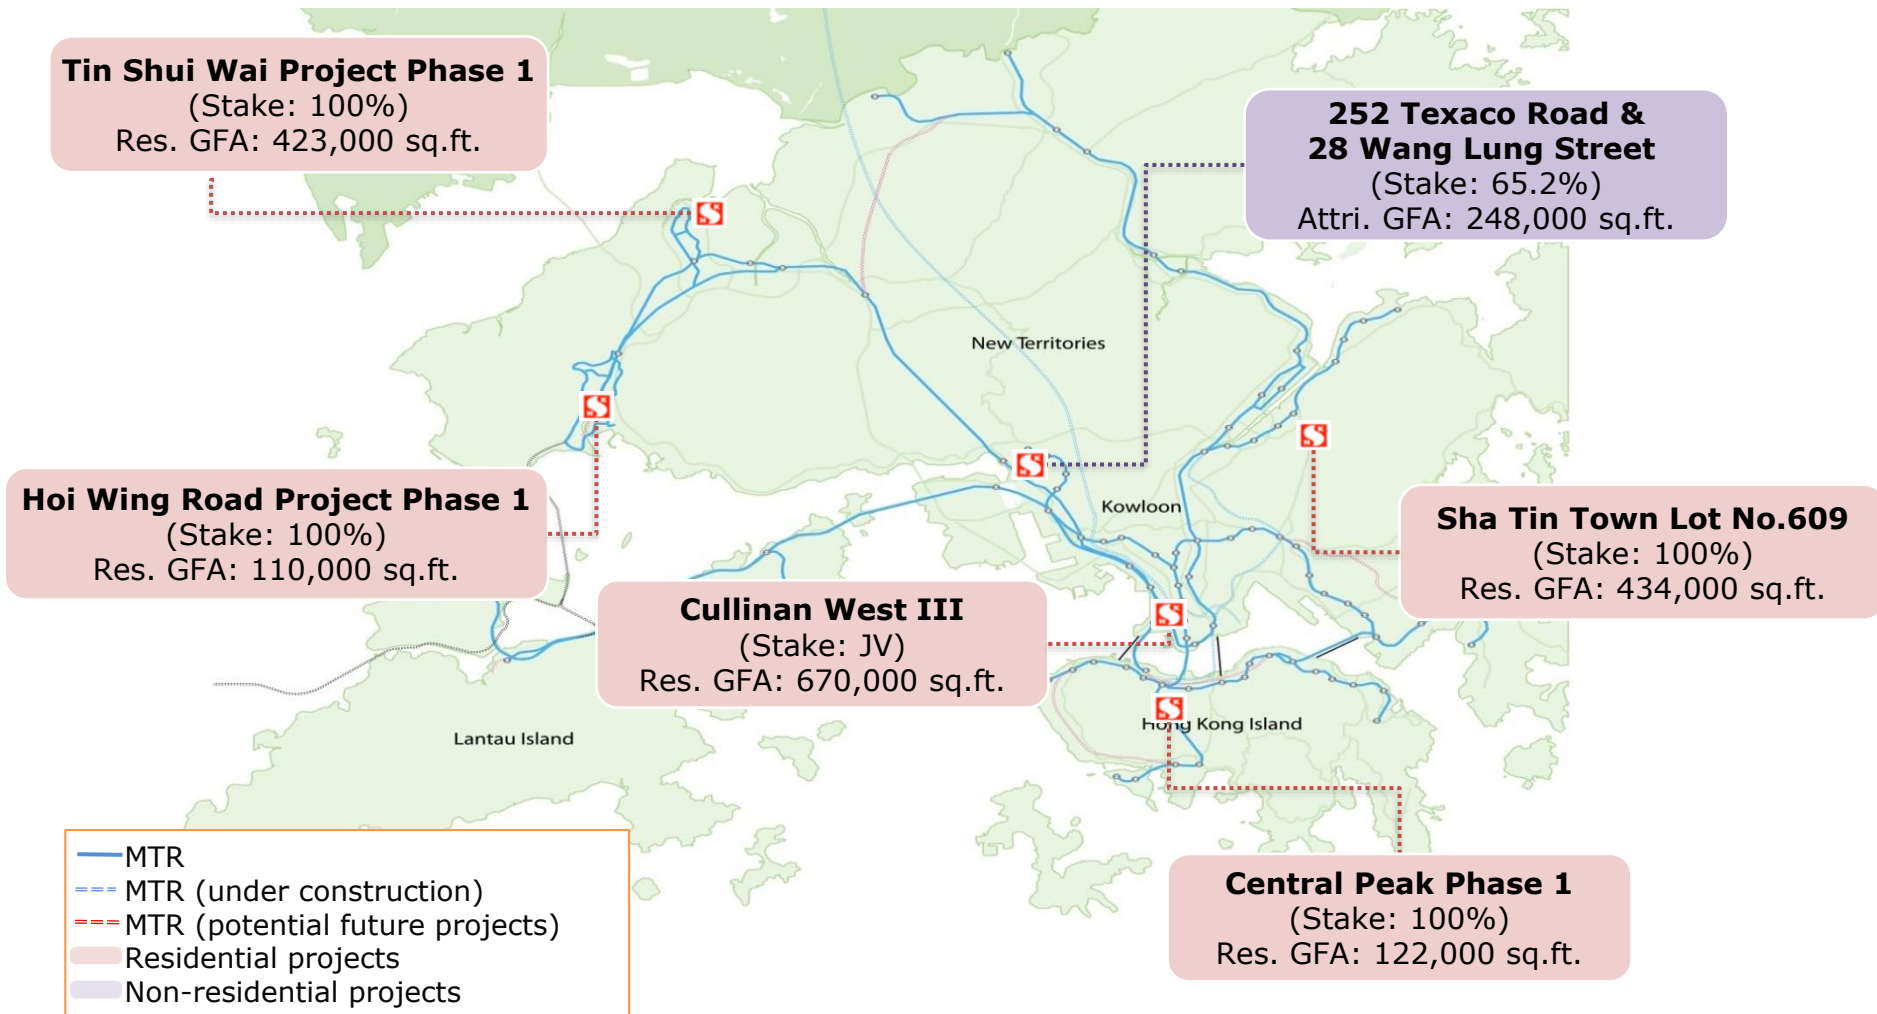 Tin Shui Wai Project Phase 1
(Stake: 100%)
Res. GFA: 423,000 sq.ft.
252 Texaco Road &
28 Wang Lung Street
(Stake: 65.2%)
Attri. GFA: 248,000 sq.ft.
New Territories
Hoi Wing Road Project Phase 1
(Stake: 100%)
Res. GFA: 110,000 sq.ft.
Kowloon
Sha Tin Town Lot No.609
(Stake: 100%)
Res. GFA: 434,000 sq.ft.
Cullinan West III
(Stake: JV)
Res. GFA: 670,000 sq.ft.
Hong Kong Island
Lantau Island
Central Peak Phase 1
(Stake: 100%)
Res. GFA: 122,000 sq.ft.
MTR
MTR (under construction)
MTR (potential future projects)
Residential projects
Non-residential projects